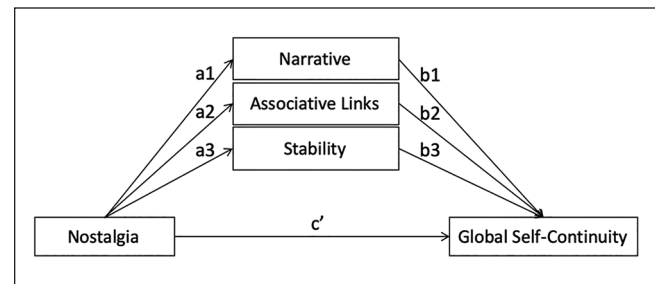 Narrative
a1
b1
Associative Links
a2
b2
Stability
a3
b3
c’
Nostalgia
Global Self-Continuity